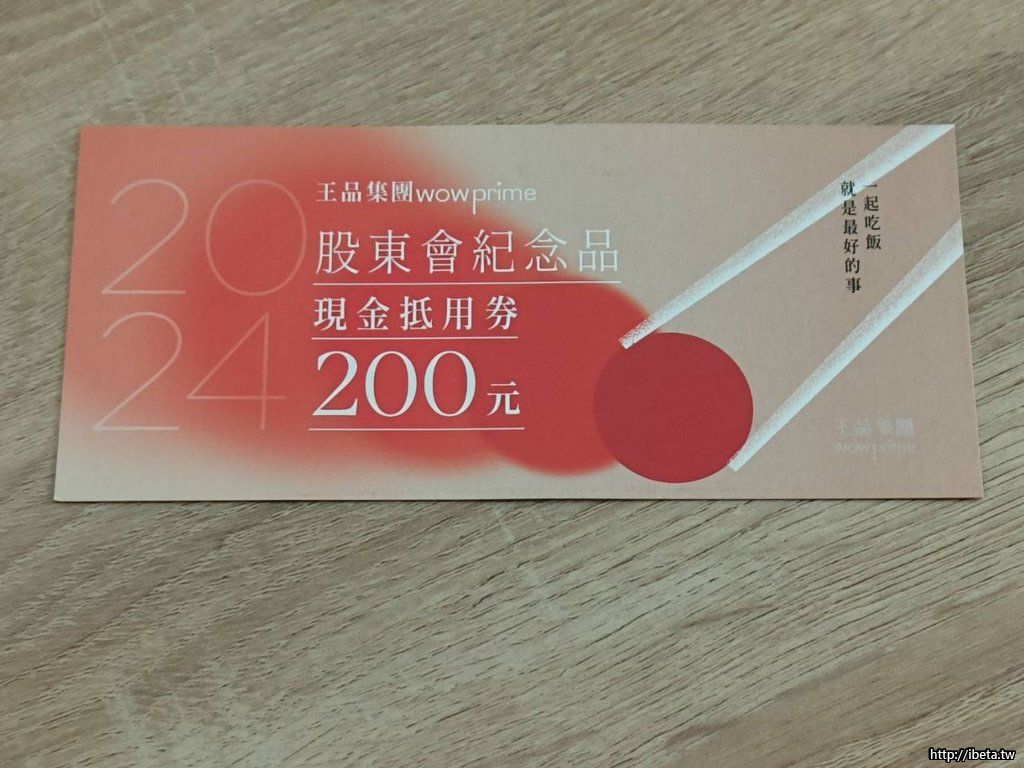 2024
王品集團wowprime
股東會紀念品
現金抵用券
200元
一起吃飯
就是最好的事
王品集團
wowprime
http://ibeta.tw